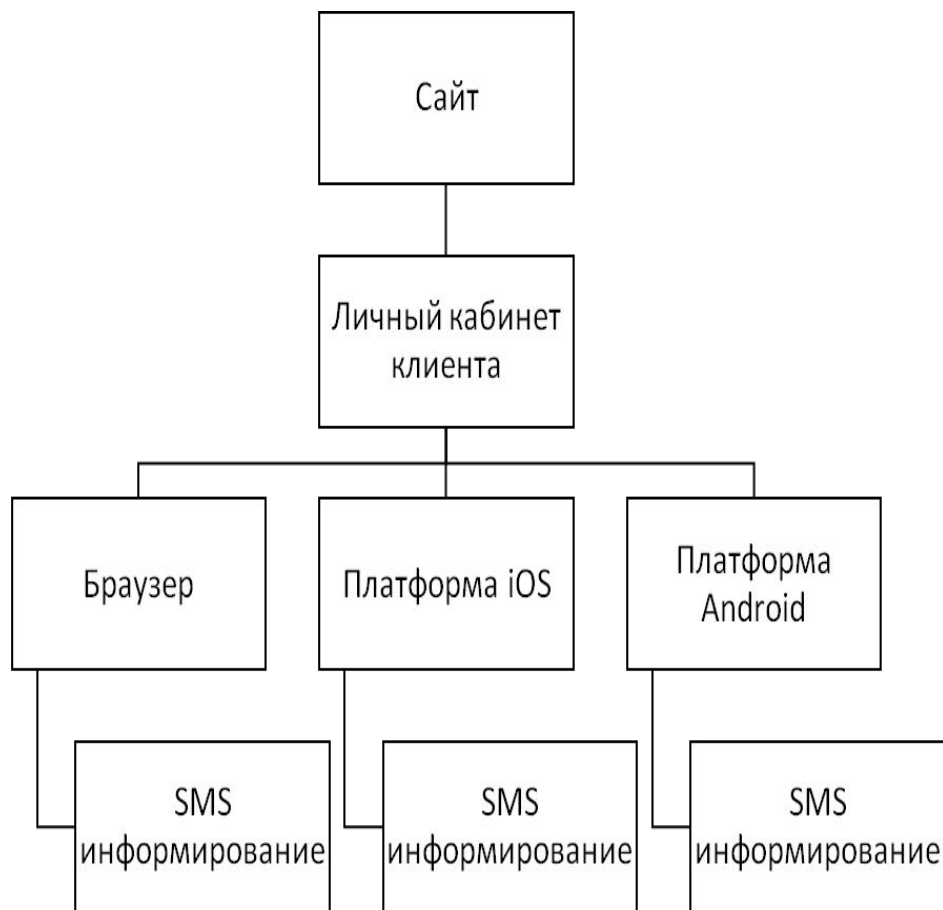 Сайт
Личный кабинет
клиента
Браузер
Платформа iOS
Платформа
Android
SMS
информирование
SMS
информирование
SMS
информирование